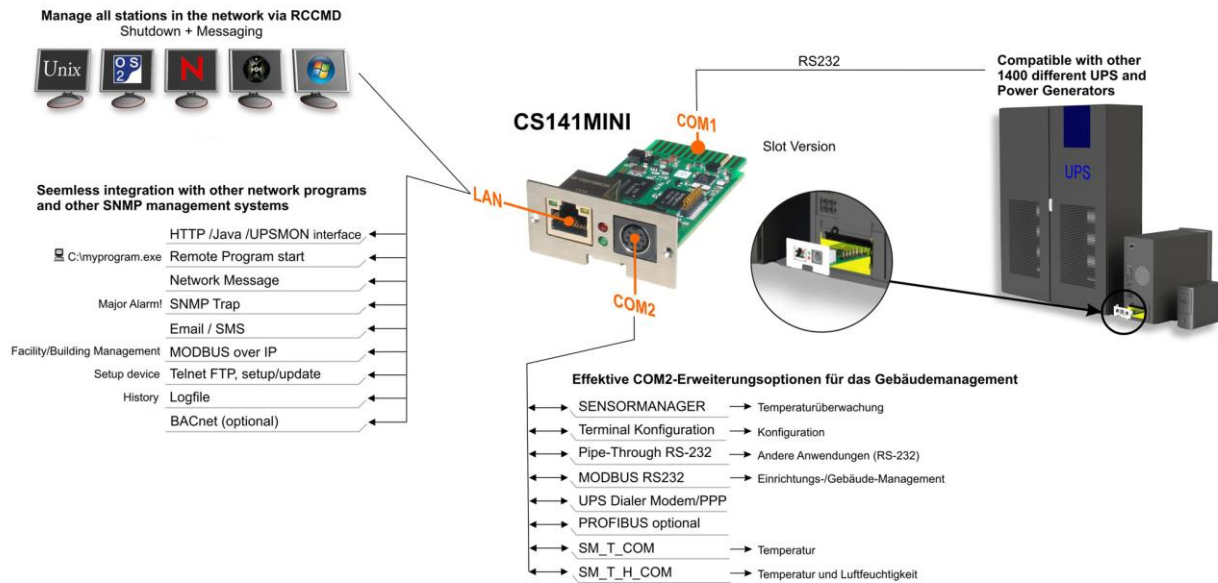 Manage all stations in the network via RCCMD
Shutdown + Messaging
Unix
OS
2
N
Seemless integration with other network programs
and other SNMP management systems
HTTP /Java /UPSMON interface
C:\myprogram.exe Remote Program start
Network Message
Major Alarm! SNMP Trap
Email / SMS
Facility/Building Management MODBUS over IP
Setup device Telnet FTP, setup/update
History Logfile
BACnet (optional)
CS141MINI
COM1
LAN
COM2
RS232
Slot Version
Compatible with other
1400 different UPS and
Power Generators
UPS
Effektive COM2-Erweiterungsoptionen für das Gebäudemanagement
SENSORMANAGER Temperaturüberwachung
Terminal Konfiguration Konfiguration
Pipe-Through RS-232 Andere Anwendungen (RS-232)
MODBUS RS232 Einrichtungs-/Gebäude-Management
UPS Dialer Modem/PPP
PROFIBUS optional
SM_T_COM Temperatur
SM_T_H_COM Temperatur und Luftfeuchtigkeit